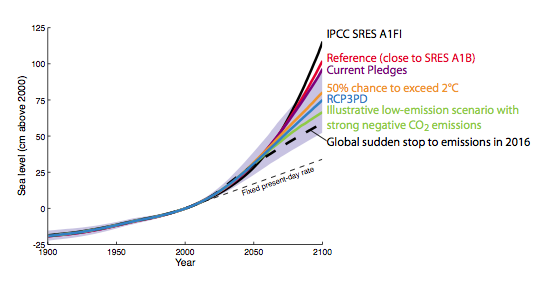 125
100
75
50
25
0
-25
Sea level (cm above 2000)
1900
1950
2000
2050
2100
Year
Fixed present-day rate
IPCC SRES A1FI
Reference (close to SRES A1B)
Current Pledges
50% chance to exceed 2°C
RCP3PD
Illustrative low-emission scenario with
strong negative CO₂ emissions
Global sudden stop to emissions in 2016